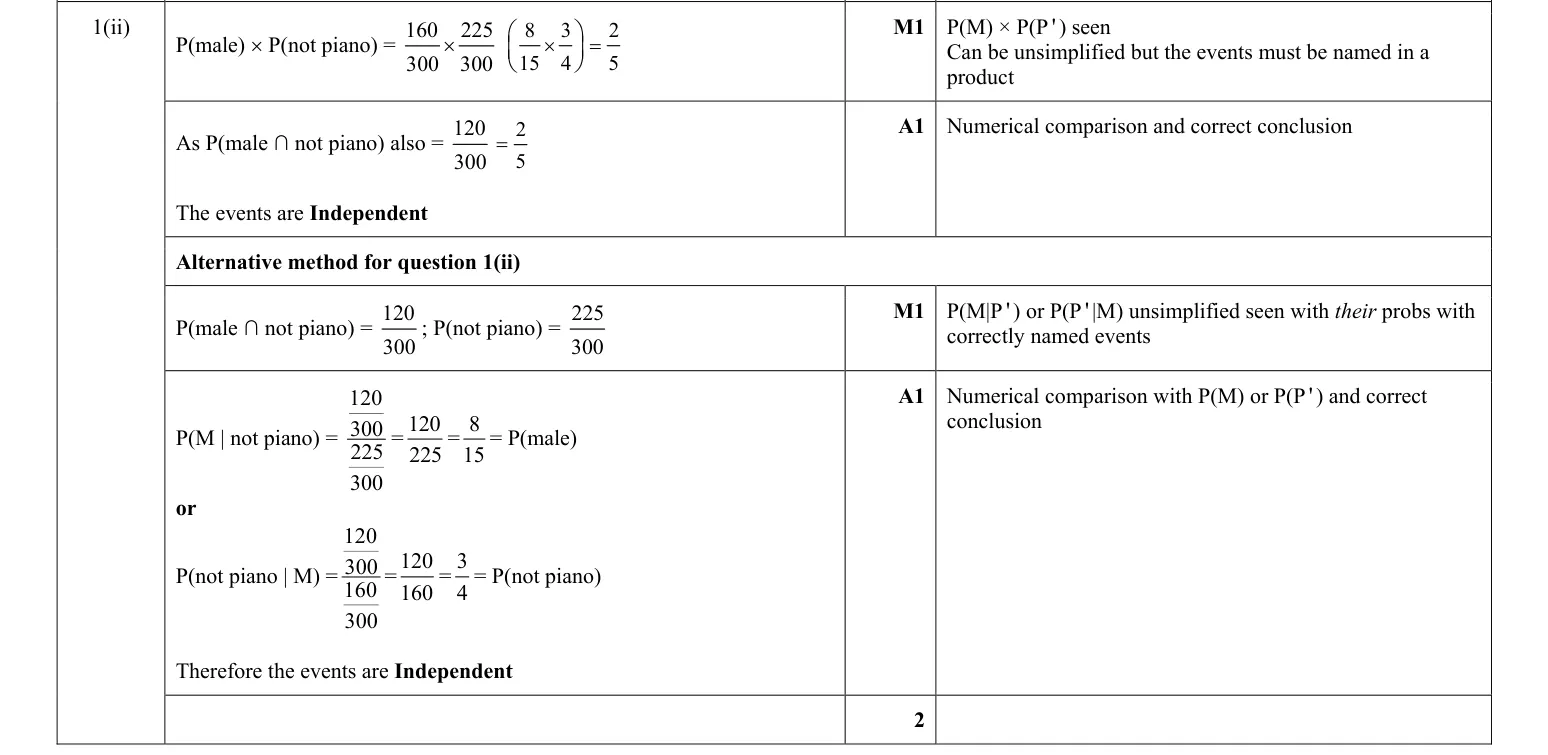 1(ii)
P(male) × P(not piano) = 160/300 × 225/300 (8/15 × 3/4) = 2/5
M1
P(M) × P(P') seen
Can be unsimplified but the events must be named in a
product
As P(male ∩ not piano) also = 120/300 = 2/5
The events are Independent
A1
Numerical comparison and correct conclusion
Alternative method for question 1(ii)
P(male ∩ not piano) = 120/300 ; P(not piano) = 225/300
M1
P(M|P') or P(P'|M) unsimplified seen with their probs with
correctly named events
P(M | not piano) = (120/300)/(225/300) = 120/225 = 8/15 = P(male)
or
P(not piano | M) = (120/300)/(160/300) = 120/160 = 3/4 = P(not piano)
Therefore the events are Independent
A1
Numerical comparison with P(M) or P(P') and correct
conclusion
2